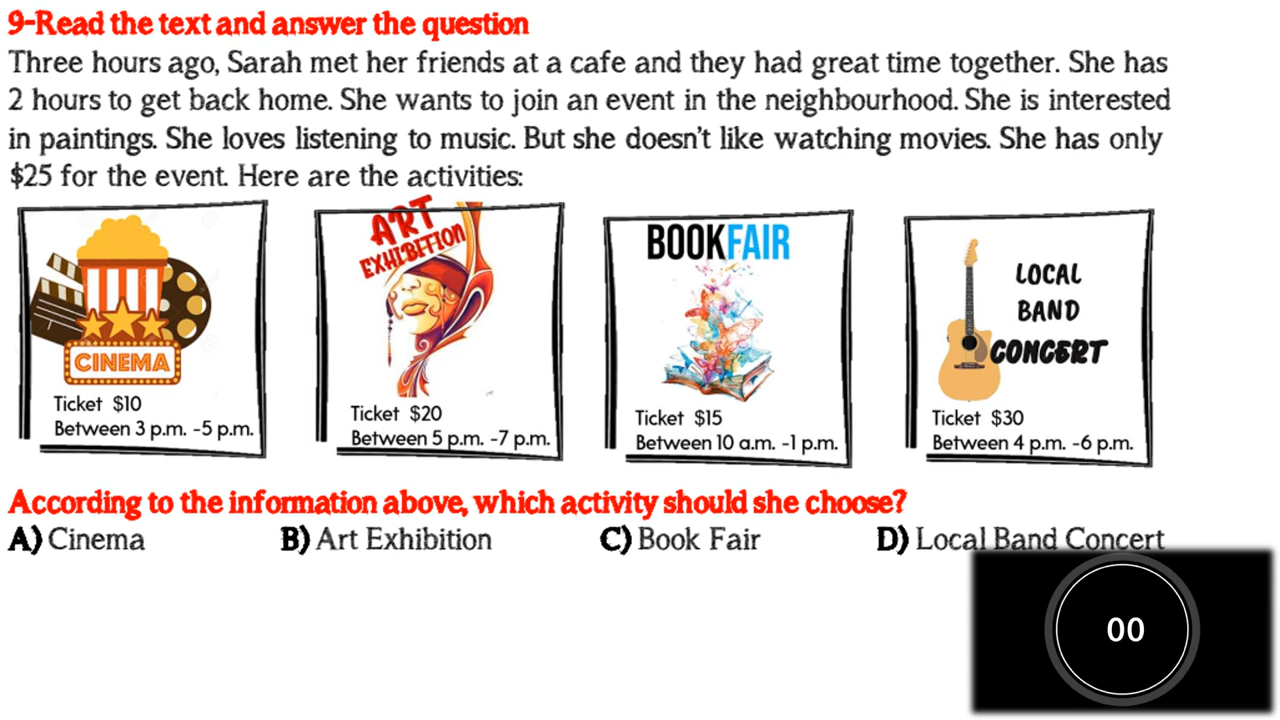 9-Read the text and answer the question
Three hours ago, Sarah met her friends at a cafe and they had great time together. She has
2 hours to get back home. She wants to join an event in the neighbourhood. She is interested
in paintings. She loves listening to music. But she doesn't like watching movies. She has only
$25 for the event. Here are the activities:
CINEMA
Ticket $10
Between 3 p.m. -5 p.m.
ART
EXHIBITION
Ticket $20
Between 5 p.m. -7 p.m.
BOOKFAIR
Ticket $15
Between 10 a.m. -1 p.m.
LOCAL
BAND
CONCERT
Ticket $30
Between 4 p.m. -6 p.m.
According to the information above, which activity should she choose?
A) Cinema B) Art Exhibition C) Book Fair D) Local Band Concert
00